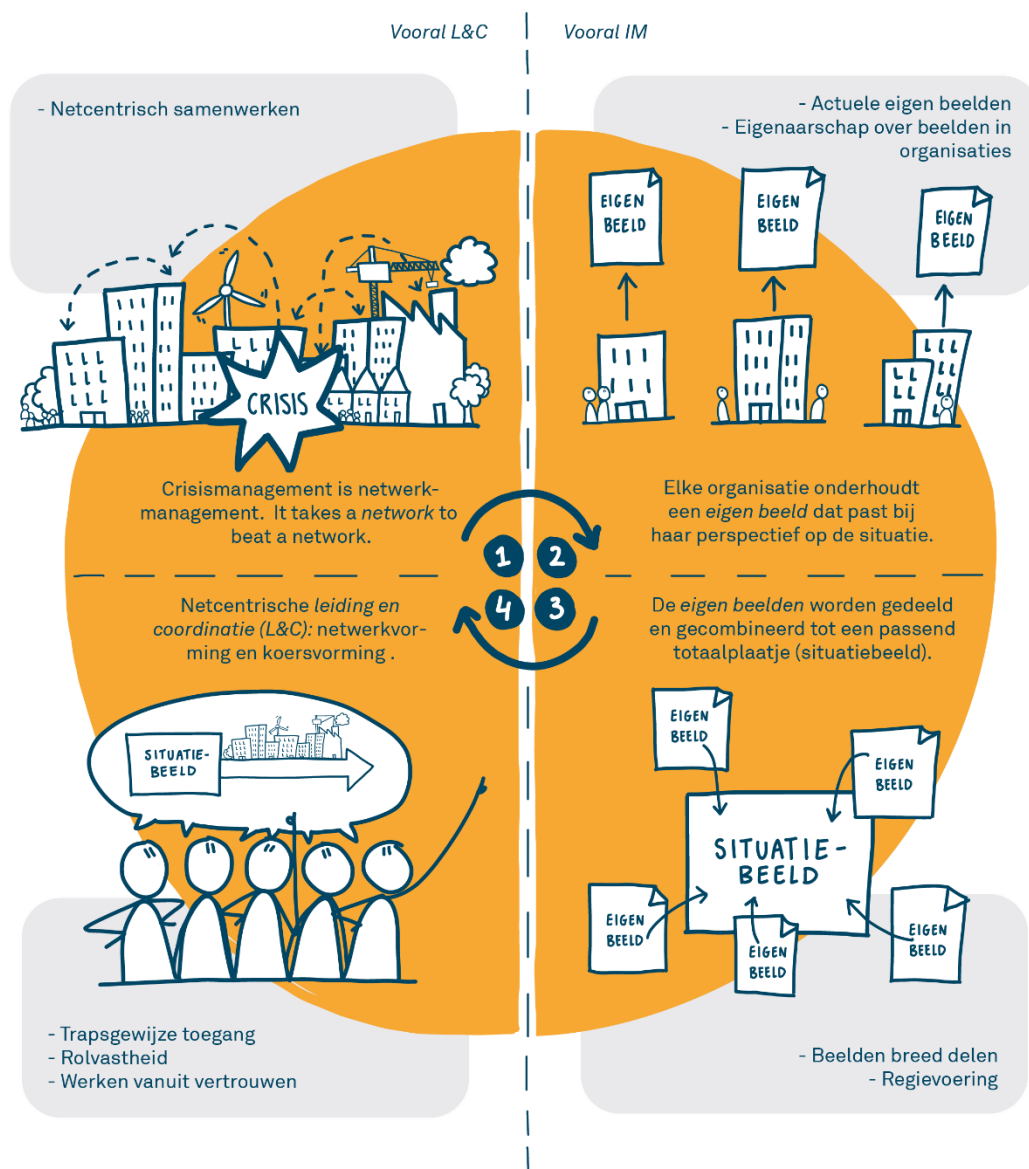 Vooral L&C
Vooral IM
- Netcentrisch samenwerken
- Actuele eigen beelden
- Eigenaarschap over beelden in
organisaties
CRISIS
EIGEN
BEELD
EIGEN
BEELD
EIGEN
BEELD
Crisismanagement is netwerk-
management. It takes a network to
beat a network.
Elke organisatie onderhoudt
een eigen beeld dat past bij
haar perspectief op de situatie.
1
2
4
3
Netcentrische leiding en
coordinatie (L&C): netwerkvor-
ming en koersvorming .
De eigen beelden worden gedeeld
en gecombineerd tot een passend
totaalplaatje (situatiebeeld).
SITUATIE-
BEELD
EIGEN
BEELD
EIGEN
BEELD
SITUATIE-
BEELD
EIGEN
BEELD
EIGEN
BEELD
EIGEN
BEELD
- Trapsgewijze toegang
- Rolvastheid
- Werken vanuit vertrouwen
- Beelden breed delen
- Regievoering